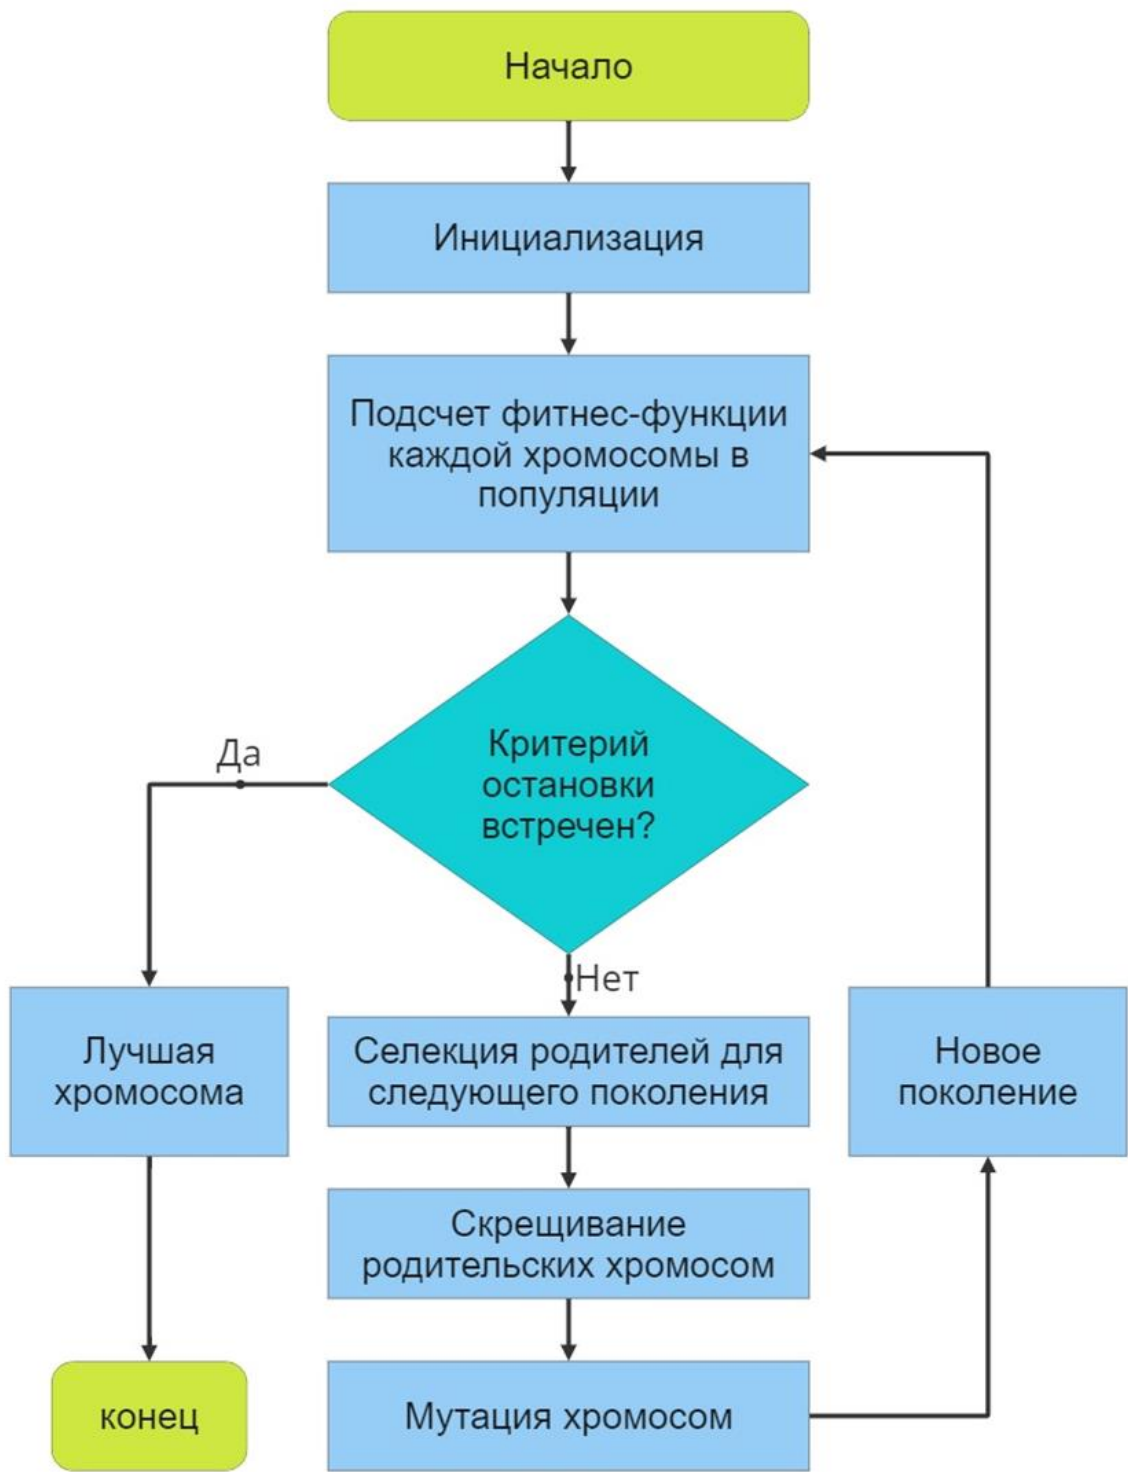 Начало
Инициализация
Подсчет фитнес-функции
каждой хромосомы в
популяции
Критерий
остановки
встречен?
Да
Нет
Лучшая
хромосома
Селекция родителей для
следующего поколения
Новое
поколение
Скрещивание
родительских хромосом
Мутация хромосом
конец